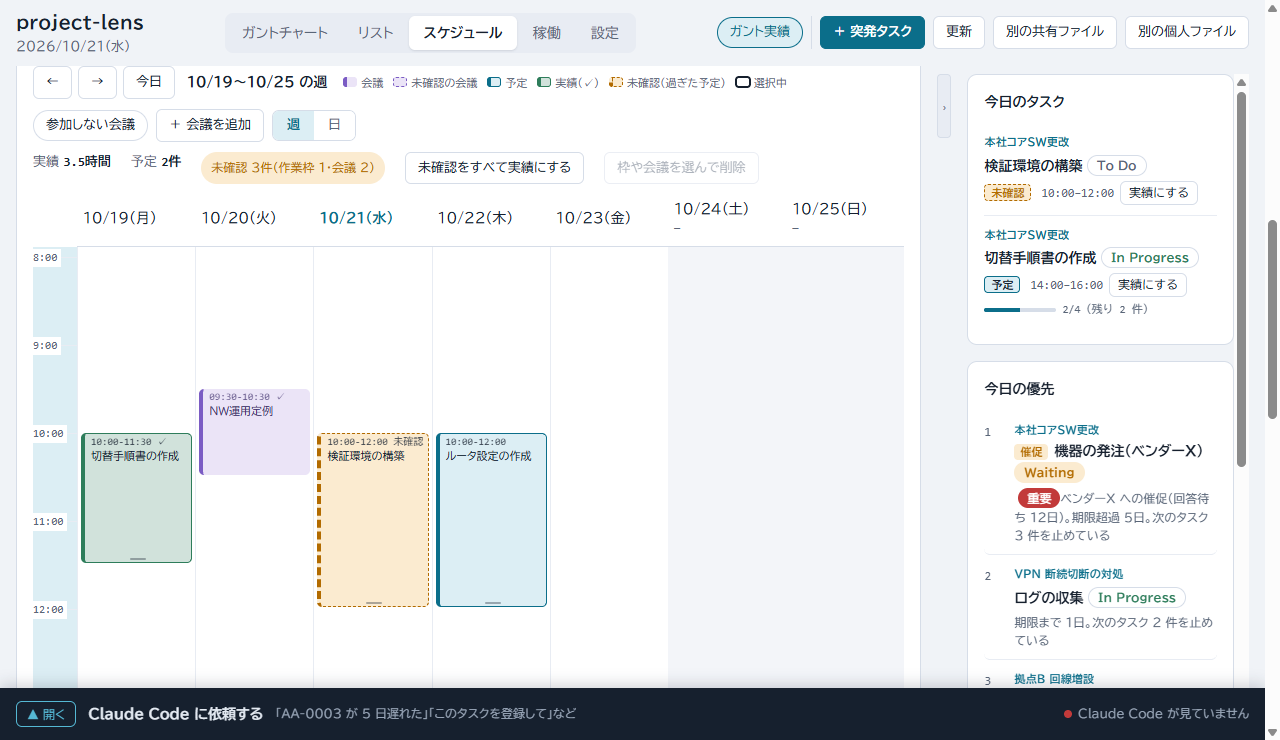 project-lens
2026/10/21(水)
ガントチャート リスト スケジュール 稼働 設定
ガント実績 + 突発タスク 更新 別の共有ファイル 別の個人ファイル
← → 今日 10/19〜10/25 の週 会議 未確認の会議 予定 実績(✓) 未確認(過ぎた予定) 選択中
参加しない会議 + 会議を追加 週 日
実績 3.5時間 予定 2件 未確認 3件(作業枠 1・会議 2) 未確認をすべて実績にする 枠や会議を選んで削除
10/19(月) 10/20(火) 10/21(水) 10/22(木) 10/23(金) 10/24(土) 10/25(日)
– –
8:00
9:00
10:00
11:00
12:00
10:00-11:30 ✓
切替手順書の作成
09:30-10:30 ✓
NW運用定例
10:00-12:00 未確認
検証環境の構築
10:00-12:00
ルータ設定の作成
›
今日のタスク
本社コアSW更改
検証環境の構築 To Do
未確認 10:00–12:00 実績にする
本社コアSW更改
切替手順書の作成 In Progress
予定 14:00–16:00 実績にする
2/4 (残り 2 件)
今日の優先
1 本社コアSW更改
催促 機器の発注(ベンダーX)
Waiting
重要 ベンダーX への催促(回答待
ち 12日)。期限超過 5日。次のタスク
3 件を止めている
2 VPN 断続切断の対処
ログの収集 In Progress
期限まで 1日。次のタスク 2 件を止め
ている
3 拠点B 回線増設
▲ 開く Claude Code に依頼する 「AA-0003 が 5 日遅れた」「このタスクを登録して」など
Claude Code が見ていません